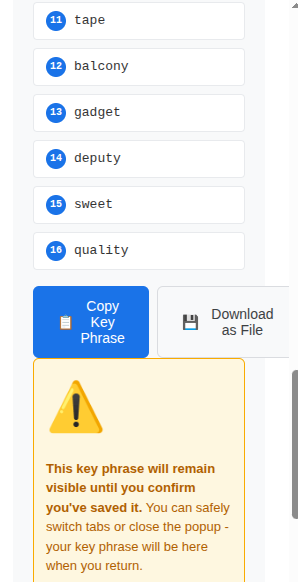 11 tape
12 balcony
13 gadget
14 deputy
15 sweet
16 quality
Copy
Key
Phrase
Download
as File
This key phrase will remain
visible until you confirm
you've saved it. You can safely
switch tabs or close the popup -
your key phrase will be here
when you return.